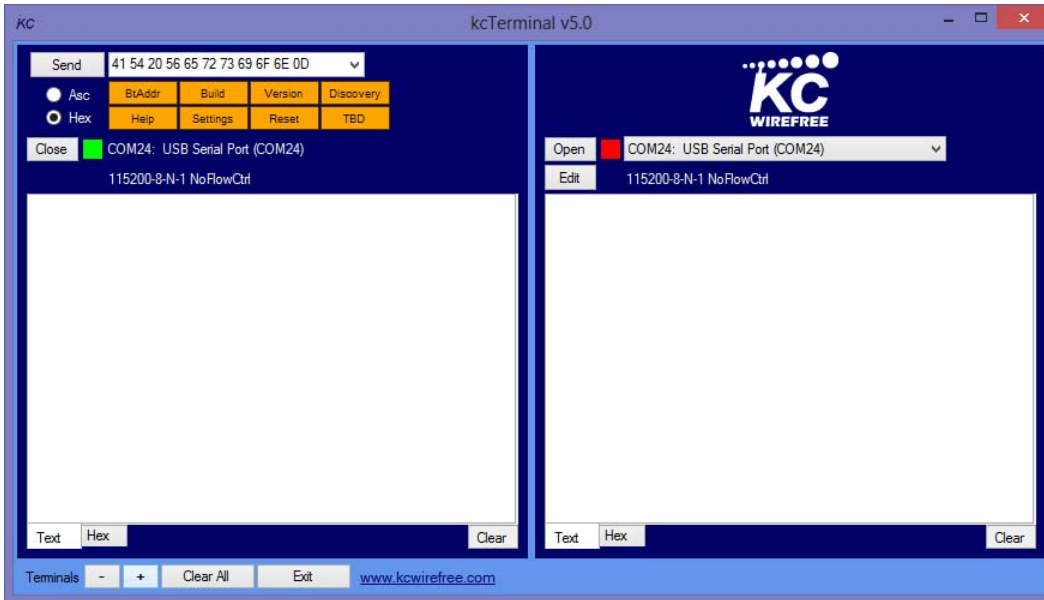 KC kcTerminal v5.0
Send 41 54 20 56 65 72 73 69 6F 6E 0D
Asc BtAddr Build Version Discovery
Hex Help Settings Reset TBD
Close COM24: USB Serial Port (COM24)
115200-8-N-1 NoFlowCtrl
Text Hex Clear
KC
WIREFREE
Open COM24: USB Serial Port (COM24)
Edit 115200-8-N-1 NoFlowCtrl
Text Hex Clear
Terminals - + Clear All Exit www.kcwirefree.com